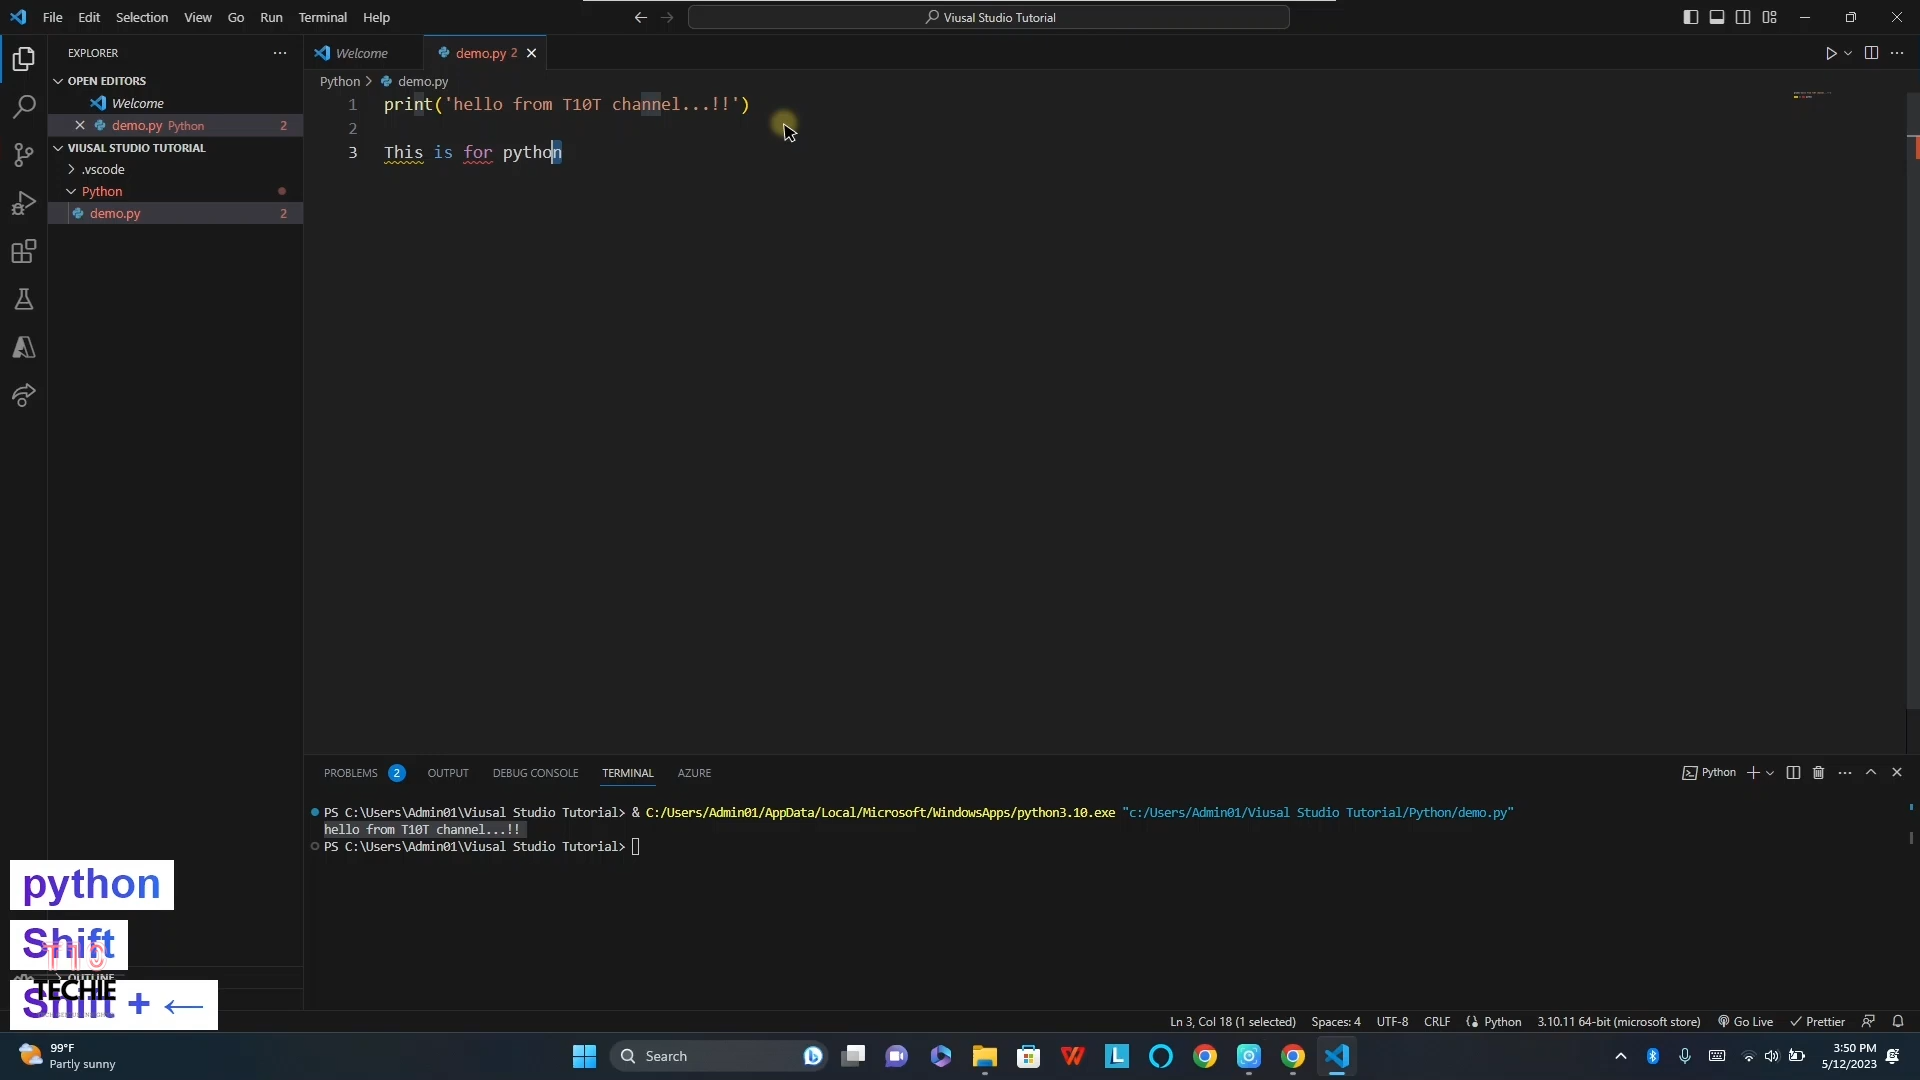 File Edit Selection View Go Run Terminal Help
Viusal Studio Tutorial
EXPLORER
OPEN EDITORS
Welcome
demo.py Python 2
VIUSAL STUDIO TUTORIAL
.vscode
Python
demo.py 2
Welcome
demo.py 2
Python > demo.py
1 print('hello from T10T channel...!!')
2
3 This is for python
PROBLEMS 2 OUTPUT DEBUG CONSOLE TERMINAL AZURE
Python
PS C:\Users\Admin01\Viusal Studio Tutorial> & C:/Users/Admin01/AppData/Local/Microsoft/WindowsApps/python3.10.exe "c:/Users/Admin01/Viusal Studio Tutorial/Python/demo.py"
hello from T10T channel...!!
PS C:\Users\Admin01\Viusal Studio Tutorial>
python
Shift
T10
OUTLINE
TECHIE
Shift + ←
Ln 3, Col 18 (1 selected) Spaces: 4 UTF-8 CRLF Python 3.10.11 64-bit (microsoft store) Go Live Prettier
99°F
Partly sunny
Search
3:50 PM
5/12/2023